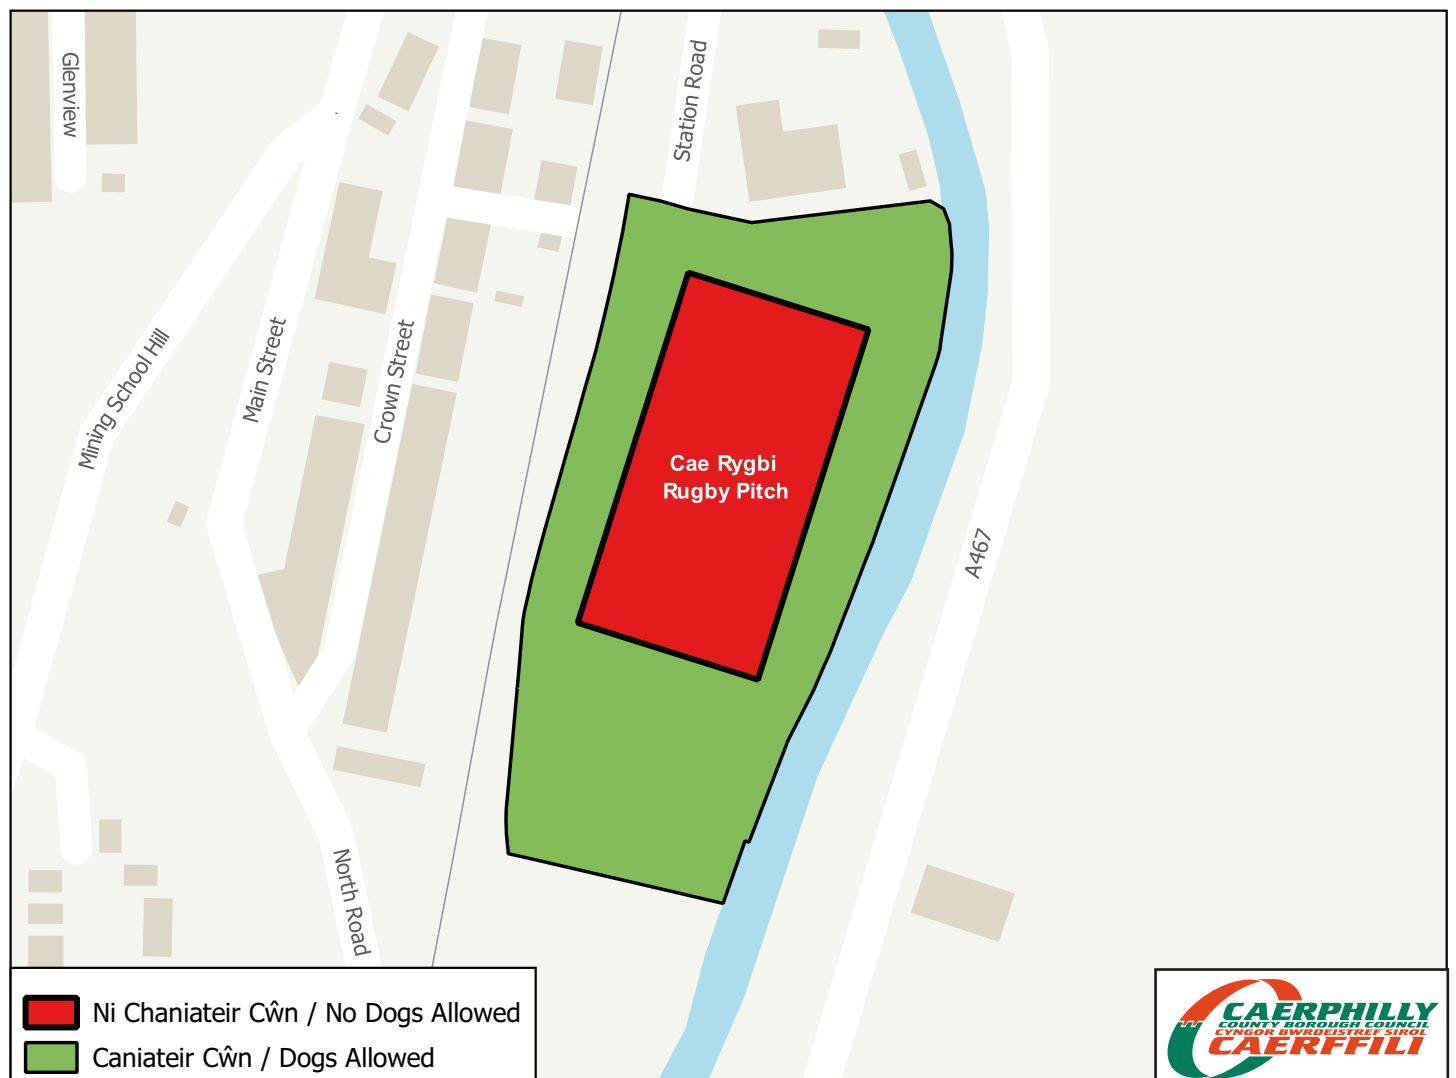 Glenview
Station Road
Mining School Hill
Main Street
Crown Street
Cae Rygbi
Rugby Pitch
A467
North Road
Ni Chaniateir Cŵn / No Dogs Allowed
Caniateir Cŵn / Dogs Allowed
CAERPHILLY
COUNTY BOROUGH COUNCIL
CYNGOR BWRDEISTREF SIROL
CAERFFILI